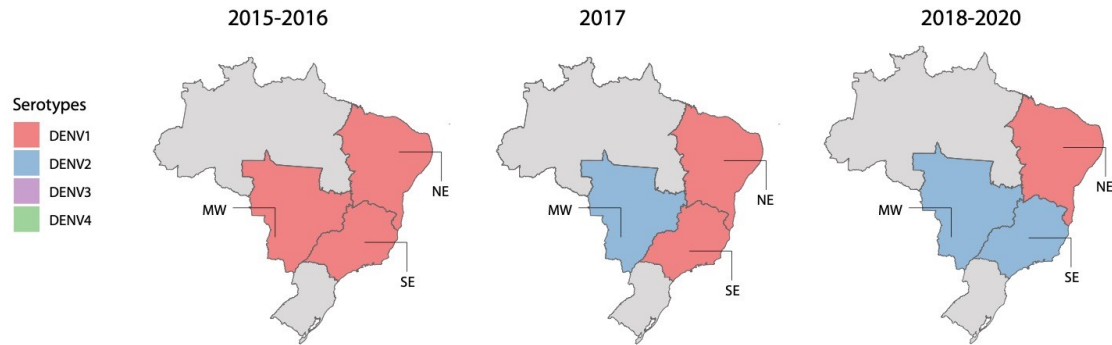 2015-2016
2017
2018-2020
Serotypes
DENV1
DENV2
DENV3
DENV4
MW
NE
SE
MW
NE
SE
MW
NE
SE